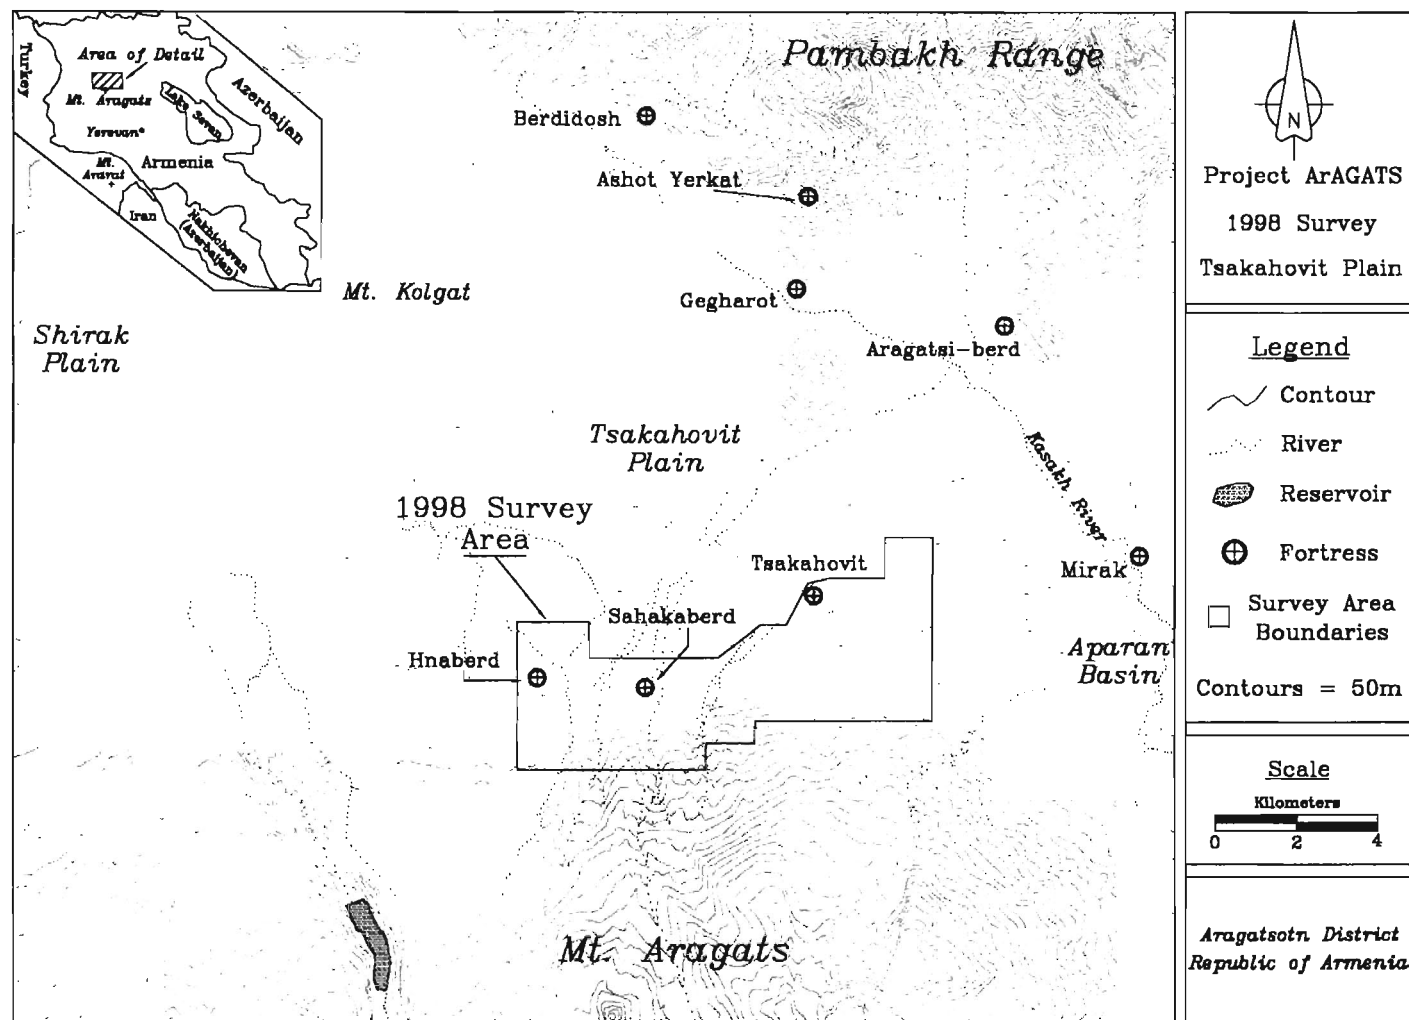 Turkey
Area of Detail
Mt. Aragats
Azerbaijan
Lake
Sevan
Yerevan
Armenia
Mt.
Ararat
Iran
Nakhichevan
(Azerbaijan)
Pambakh Range
Berdidosh
Ashot Yerkat
Mt. Kolgat
Gegharot
Shirak
Plain
Aragatsi-berd
Tsakahovit
Plain
Kasakh River
1998 Survey
Area
Tsakahovit
Mirak
Sahakaberd
Hnaberd
Aparan
Basin
Mt. Aragats
N
Project ArAGATS
1998 Survey
Tsakahovit Plain
Legend
Contour
River
Reservoir
Fortress
Survey Area
Boundaries
Contours = 50m
Scale
Kilometers
0 2 4
Aragatsotn District
Republic of Armenia